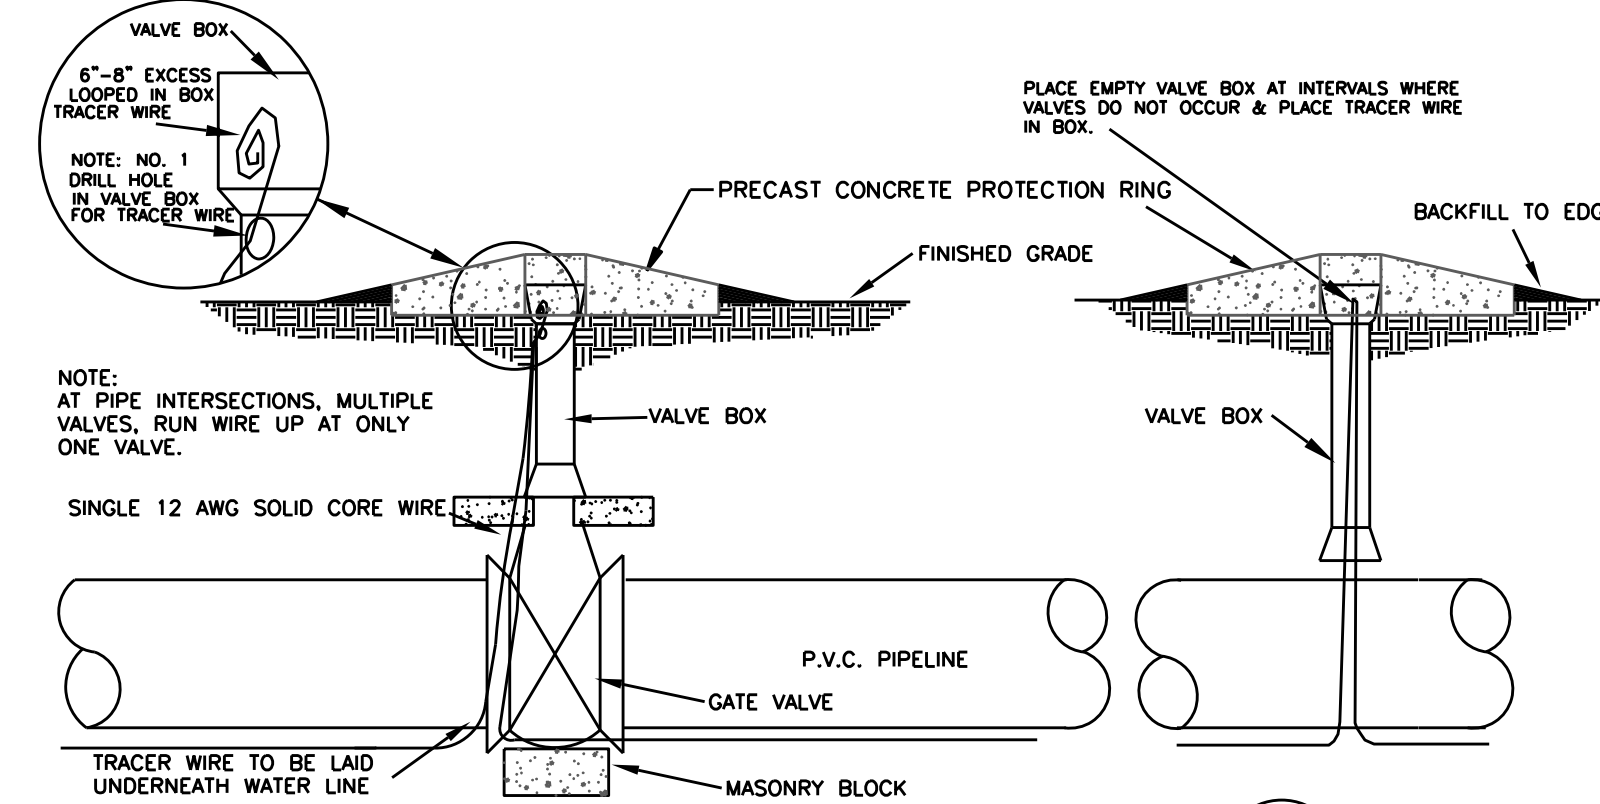 VALVE BOX
6"-8" EXCESS
LOOPED IN BOX
TRACER WIRE
NOTE: NO. 1
DRILL HOLE
IN VALVE BOX
FOR TRACER WIRE
PLACE EMPTY VALVE BOX AT INTERVALS WHERE
VALVES DO NOT OCCUR & PLACE TRACER WIRE
IN BOX.
PRECAST CONCRETE PROTECTION RING
BACKFILL TO EDG
FINISHED GRADE
NOTE:
AT PIPE INTERSECTIONS, MULTIPLE
VALVES, RUN WIRE UP AT ONLY
ONE VALVE.
VALVE BOX
VALVE BOX
SINGLE 12 AWG SOLID CORE WIRE
P.V.C. PIPELINE
GATE VALVE
TRACER WIRE TO BE LAID
UNDERNEATH WATER LINE
MASONRY BLOCK